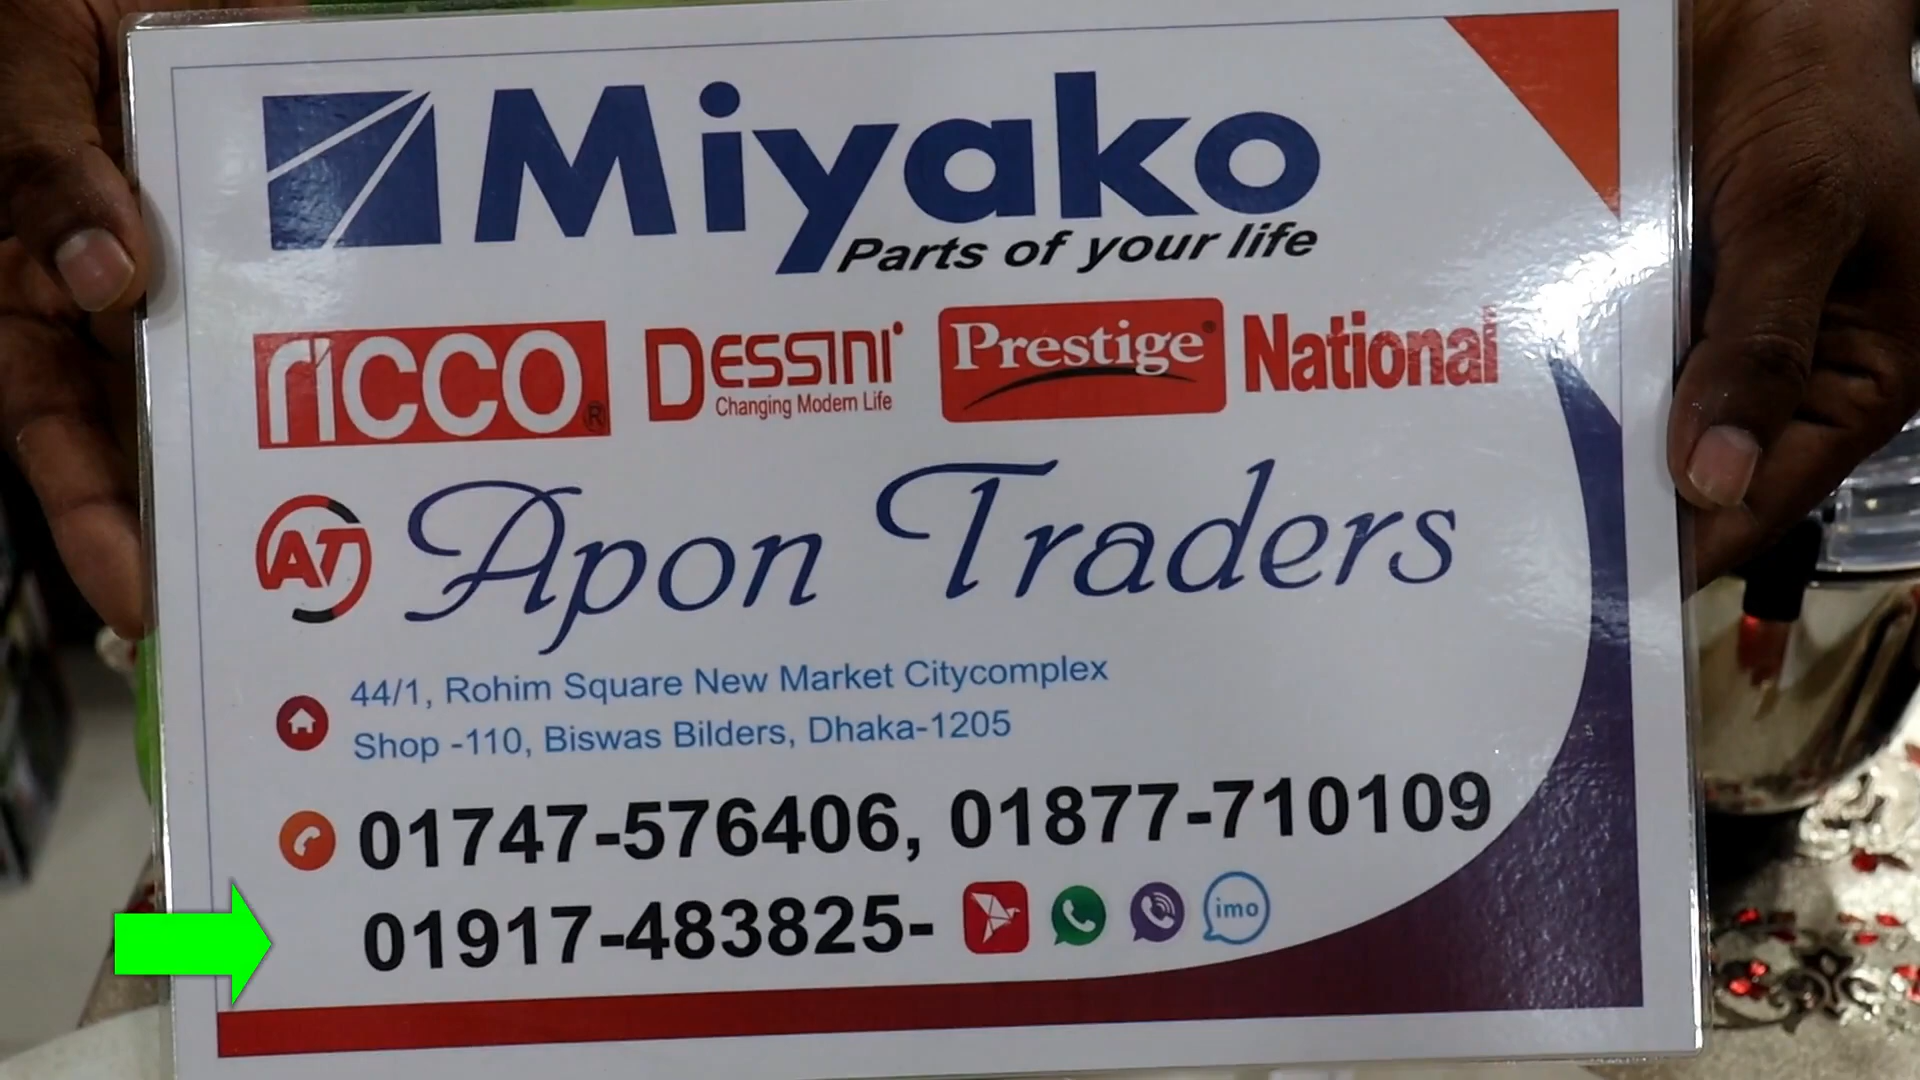 Miyako
Parts of your life
riCCO ® DESSINI Prestige National
Changing Modern Life
AT Apon Traders
44/1, Rohim Square New Market Citycomplex
Shop -110, Biswas Bilders, Dhaka-1205
01747-576406, 01877-710109
01917-483825- imo